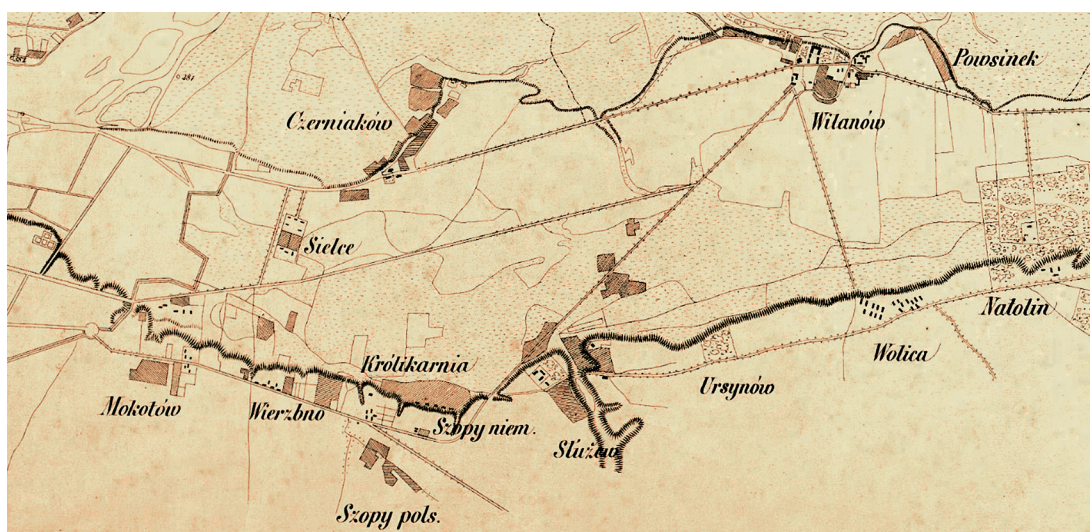 Powsinek
Czerniaków
Wilanów
Sielce
Natolin
Wolica
Królikarnia
Ursynów
Mokotów
Wierzbno
Szopy niem.
Służew
Szopy pols.